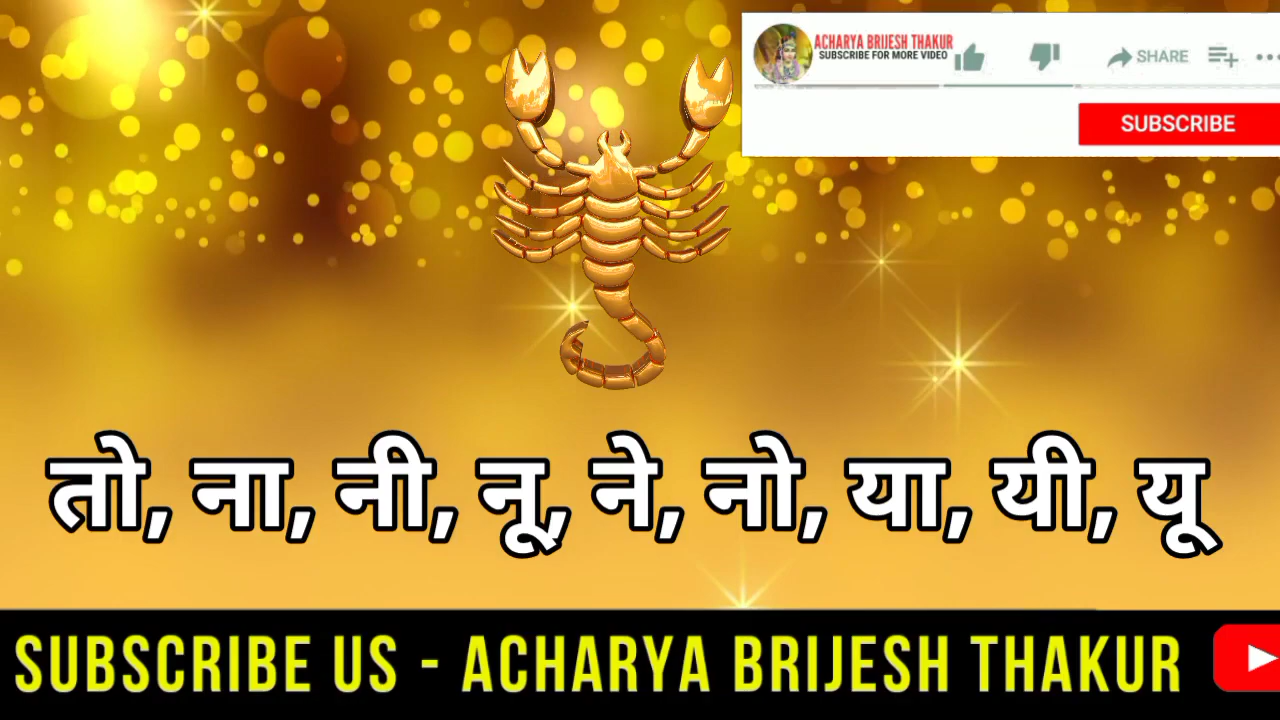 ACHARYA BRIJESH THAKUR
SUBSCRIBE FOR MORE VIDEO
SHARE
SUBSCRIBE
तो, ना, नी, नू, ने, नो, या, यी, यू
SUBSCRIBE US - ACHARYA BRIJESH THAKUR